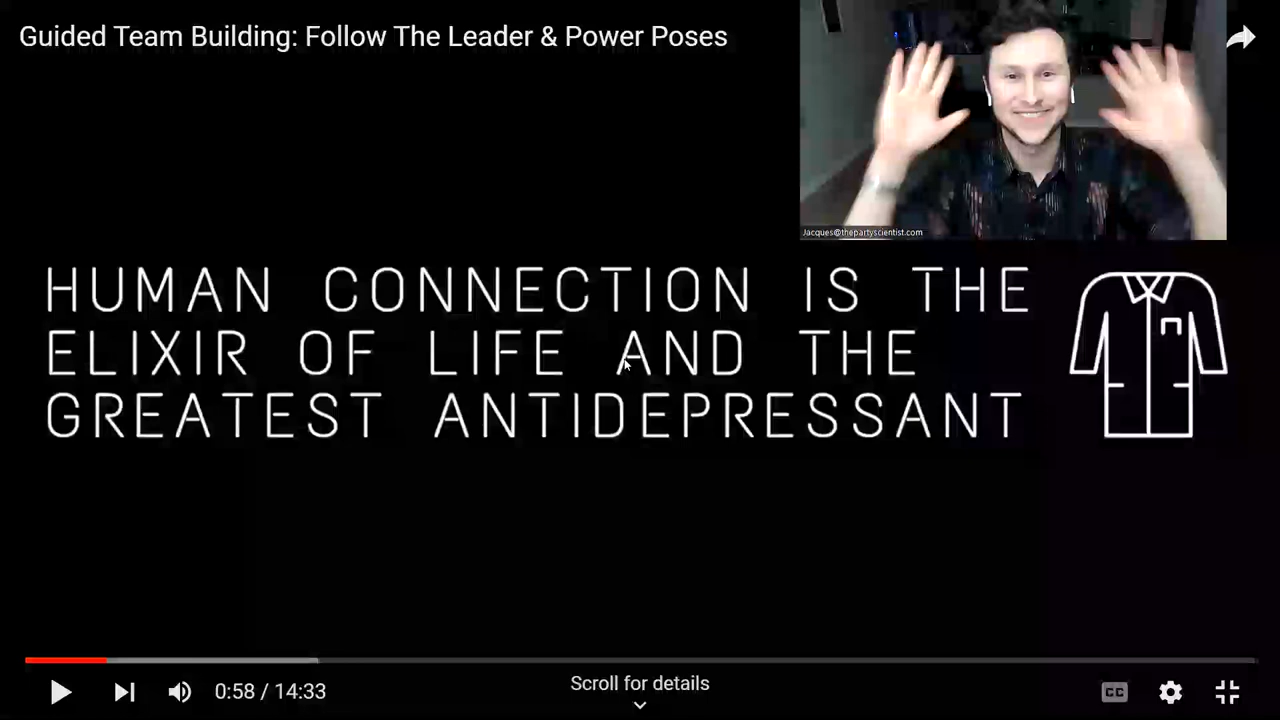 Guided Team Building: Follow The Leader & Power Poses
Jacques@thepartyscientist.com
HUMAN CONNECTION IS THE
ELIXIR OF LIFE AND THE
GREATEST ANTIDEPRESSANT
0:58 / 14:33
Scroll for details
CC